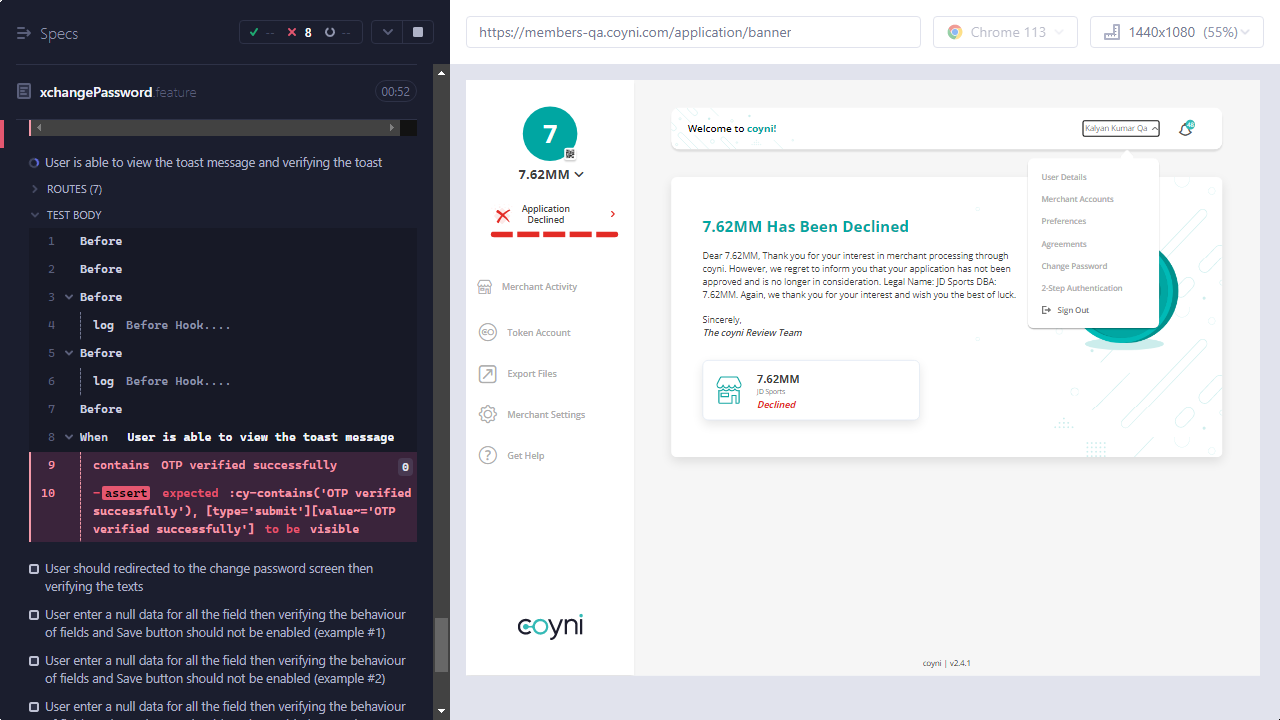 Specs
--
8
--
https://members-qa.coyni.com/application/banner
Chrome 113
1440x1080 (55%)
xchangePassword.feature
00:52
User is able to view the toast message and verifying the toast
ROUTES (7)
TEST BODY
1 Before
2 Before
3 Before
4 log Before Hook....
5 Before
6 log Before Hook....
7 Before
8 When User is able to view the toast message
9 contains OTP verified successfully 0
10 -assert expected :cy-contains('OTP verified
successfully'), [type='submit'][value~='OTP
verified successfully'] to be visible
User should redirected to the change password screen then
verifying the texts
User enter a null data for all the field then verifying the behaviour
of fields and Save button should not be enabled (example #1)
User enter a null data for all the field then verifying the behaviour
of fields and Save button should not be enabled (example #2)
User enter a null data for all the field then verifying the behaviour
7
7.62MM
Application
Declined
Merchant Activity
Token Account
Export Files
Merchant Settings
Get Help
coyni
Welcome to coyni!
Kalyan Kumar Qa
User Details
Merchant Accounts
Preferences
Agreements
Change Password
2-Step Authentication
Sign Out
7.62MM Has Been Declined
Dear 7.62MM, Thank you for your interest in merchant processing through
coyni. However, we regret to inform you that your application has not been
approved and is no longer in consideration. Legal Name: JD Sports DBA:
7.62MM. Again, we thank you for your interest and wish you the best of luck.
Sincerely,
The coyni Review Team
7.62MM
JD Sports
Declined
coyni | v2.4.1